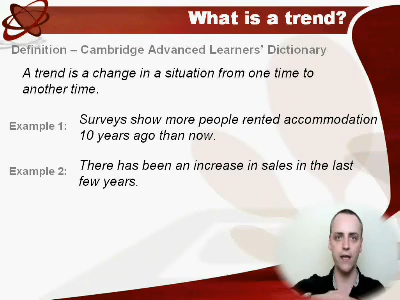 What is a trend?
Definition – Cambridge Advanced Learners' Dictionary
A trend is a change in a situation from one time to
another time.
Example 1: Surveys show more people rented accommodation
10 years ago than now.
Example 2: There has been an increase in sales in the last
few years.